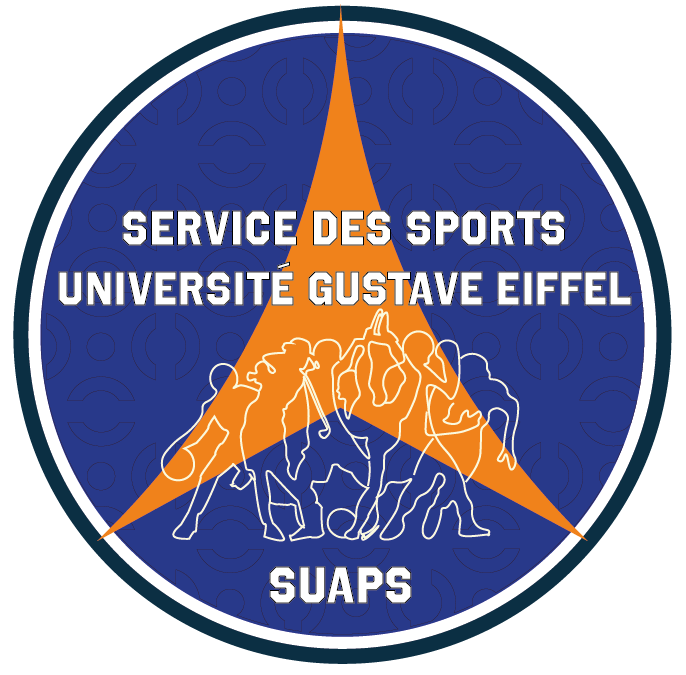 SERVICE DES SPORTS
UNIVERSITÉ GUSTAVE EIFFEL
SUAPS